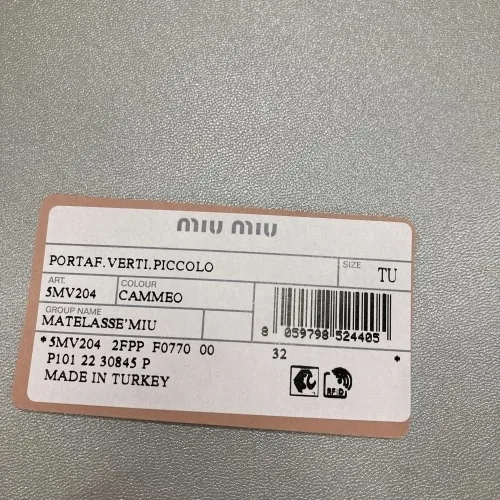 miu miu
PORTAF.VERTI.PICCOLO
SIZE TU
ART. COLOUR
5MV204 CAMMEO
GROUP NAME
MATELASSE'MIU
8 059798 524405
*5MV204 2FPP F0770 00 32 *
P101 22 30845 P
MADE IN TURKEY
RFID